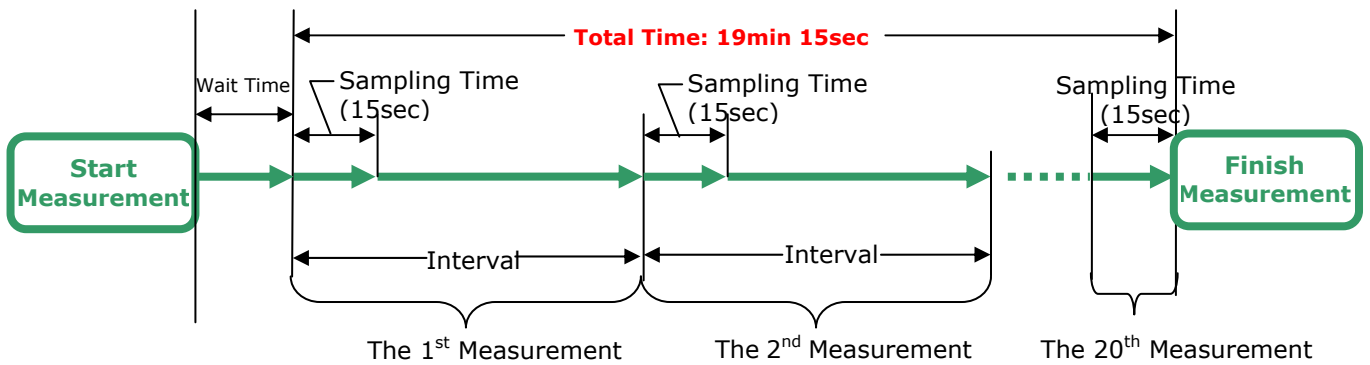 Total Time: 19min 15sec
Wait Time
Sampling Time
(15sec)
Sampling Time
(15sec)
Sampling Time
(15sec)
Start
Measurement
Finish
Measurement
Interval
Interval
The 1st Measurement
The 2nd Measurement
The 20th Measurement